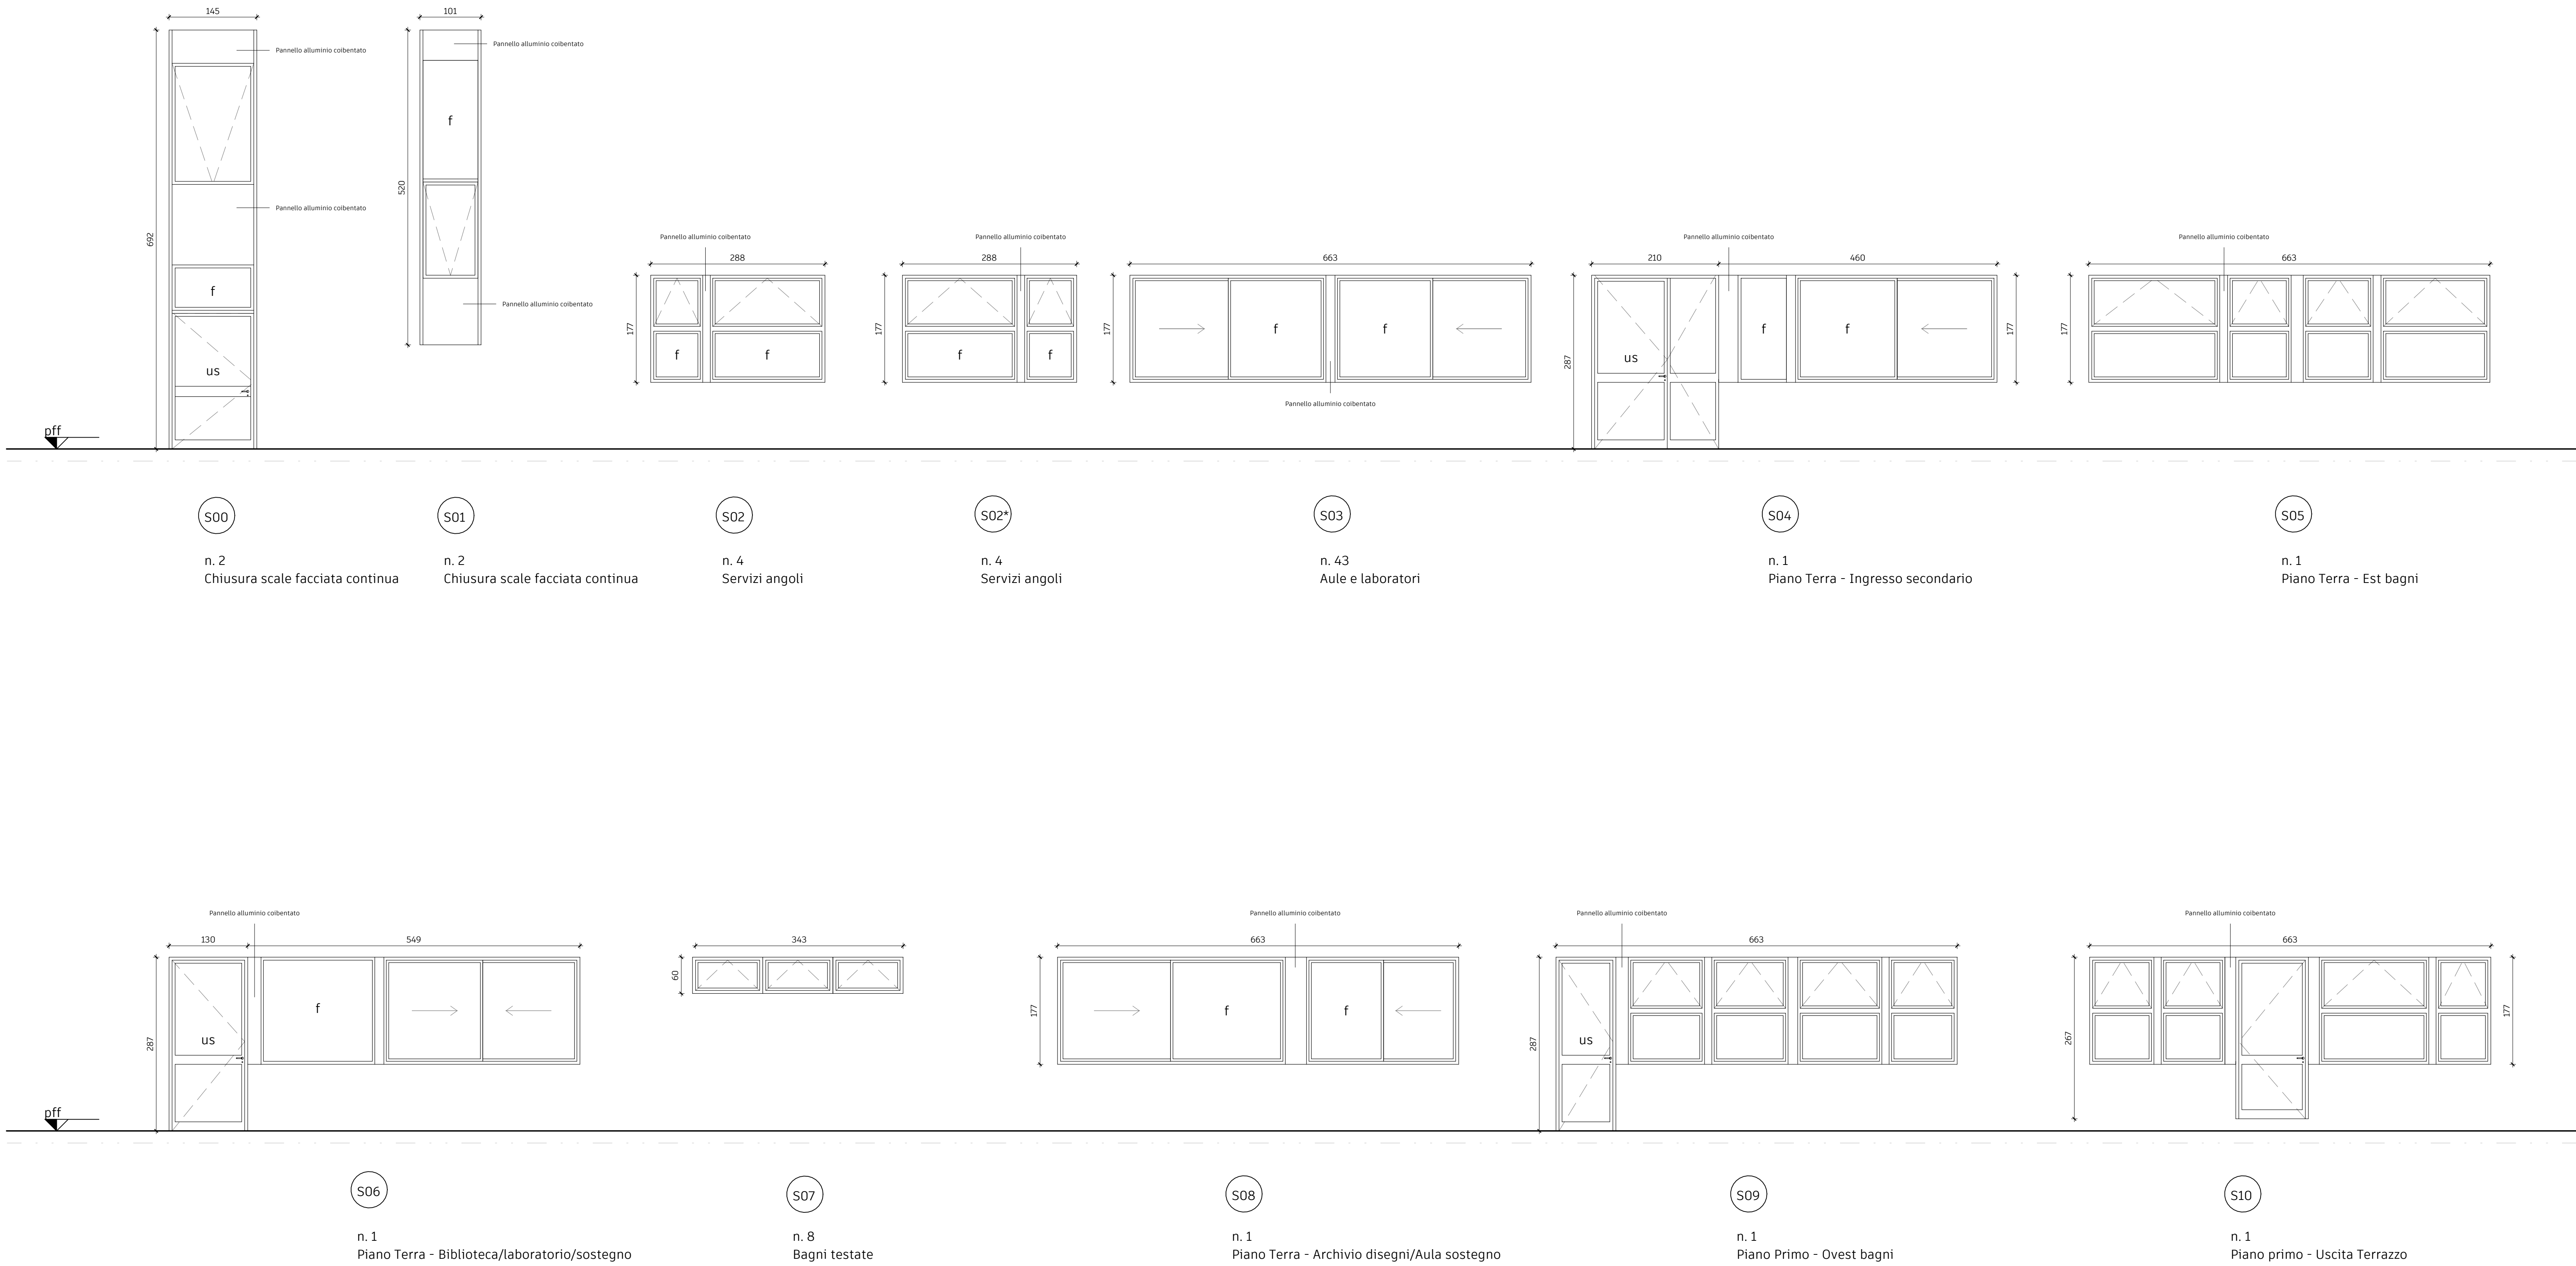 145
692
Pannello alluminio coibentato
Pannello alluminio coibentato
f
us
101
520
Pannello alluminio coibentato
f
Pannello alluminio coibentato
Pannello alluminio coibentato
288
177
f
f
Pannello alluminio coibentato
288
177
f
f
663
177
f
f
Pannello alluminio coibentato
Pannello alluminio coibentato
210
460
287
us
f
f
177
Pannello alluminio coibentato
663
177
pff
S00
n. 2
Chiusura scale facciata continua
S01
n. 2
Chiusura scale facciata continua
S02
n. 4
Servizi angoli
S02*
n. 4
Servizi angoli
S03
n. 43
Aule e laboratori
S04
n. 1
Piano Terra - Ingresso secondario
S05
n. 1
Piano Terra - Est bagni
Pannello alluminio coibentato
130
549
287
us
f
343
60
Pannello alluminio coibentato
663
177
f
f
Pannello alluminio coibentato
663
287
us
Pannello alluminio coibentato
663
267
177
pff
S06
n. 1
Piano Terra - Biblioteca/laboratorio/sostegno
S07
n. 8
Bagni testate
S08
n. 1
Piano Terra - Archivio disegni/Aula sostegno
S09
n. 1
Piano Primo - Ovest bagni
S10
n. 1
Piano primo - Uscita Terrazzo